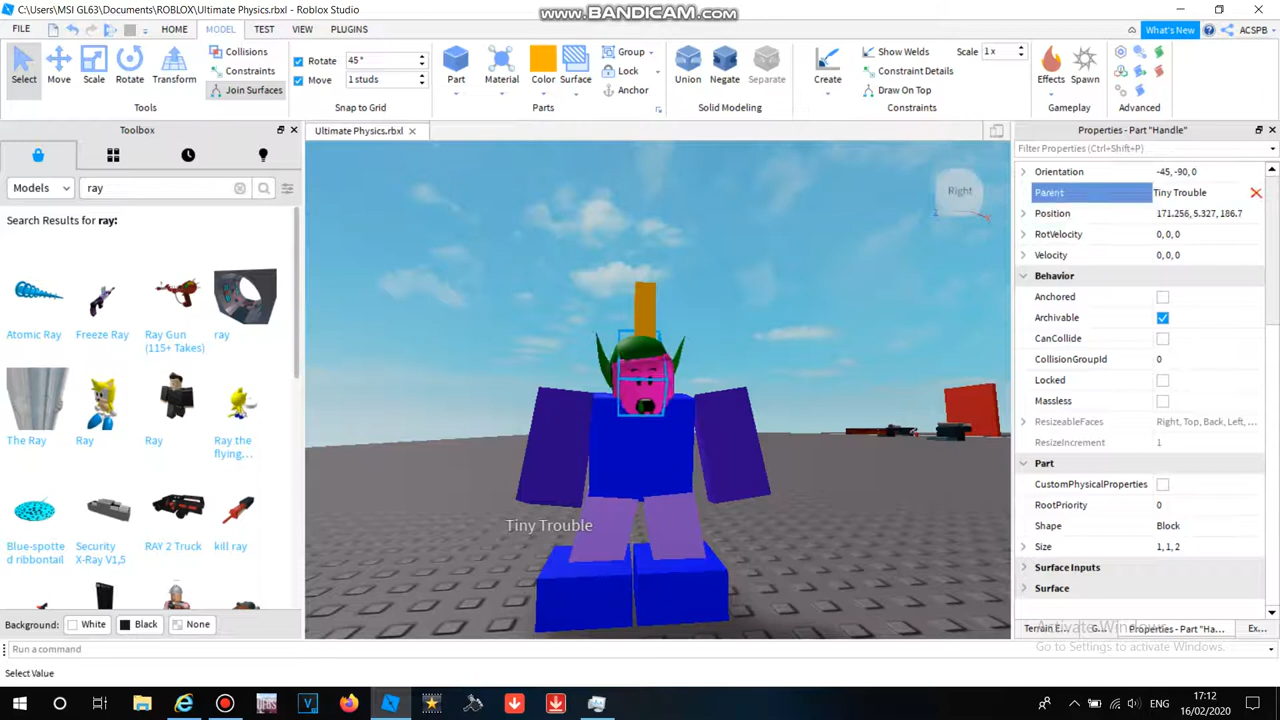 C:\Users\MSI GL63\Documents\ROBLOX\Ultimate Physics.rbxl - Roblox Studio
www.BANDICAM.com
FILE HOME MODEL TEST VIEW PLUGINS
What's New SPB
Select Move Scale Rotate Transform
Collisions
Constraints
Join Surfaces
Tools
Rotate 45°
Move 1 studs
Snap to Grid
Part Material Color Surface
Group
Lock
Anchor
Parts
Union Negate Separate
Solid Modeling
Create
Show Welds Scale 1 x
Constraint Details
Draw On Top
Constraints
Effects Spawn
Gameplay
Advanced
Toolbox
Models ray
Search Results for ray:
Atomic Ray Freeze Ray Ray Gun (115+ Takes) ray
The Ray Ray Ray Ray the flying,...
Blue-spotted ribbontail Security X-Ray V1,5 RAY 2 Truck kill ray
Background: White Black None
Ultimate Physics.rbxl
Right
Tiny Trouble
Properties - Part "Handle"
Filter Properties (Ctrl+Shift+P)
Orientation -45, -90, 0
Parent Tiny Trouble
Position 171.256, 5.327, 186.7
RotVelocity 0, 0, 0
Velocity 0, 0, 0
Behavior
Anchored
Archivable
CanCollide
CollisionGroupId 0
Locked
Massless
ResizeableFaces Right, Top, Back, Left, ...
ResizeIncrement 1
Part
CustomPhysicalProperties
RootPriority 0
Shape Block
Size 1, 1, 2
Surface Inputs
Surface
Activate Windows
Terrain E... G... Properties - Part "Ha... Ex...
Go to Settings to activate Windows.
Run a command
Select Value
ENG
17:12
16/02/2020